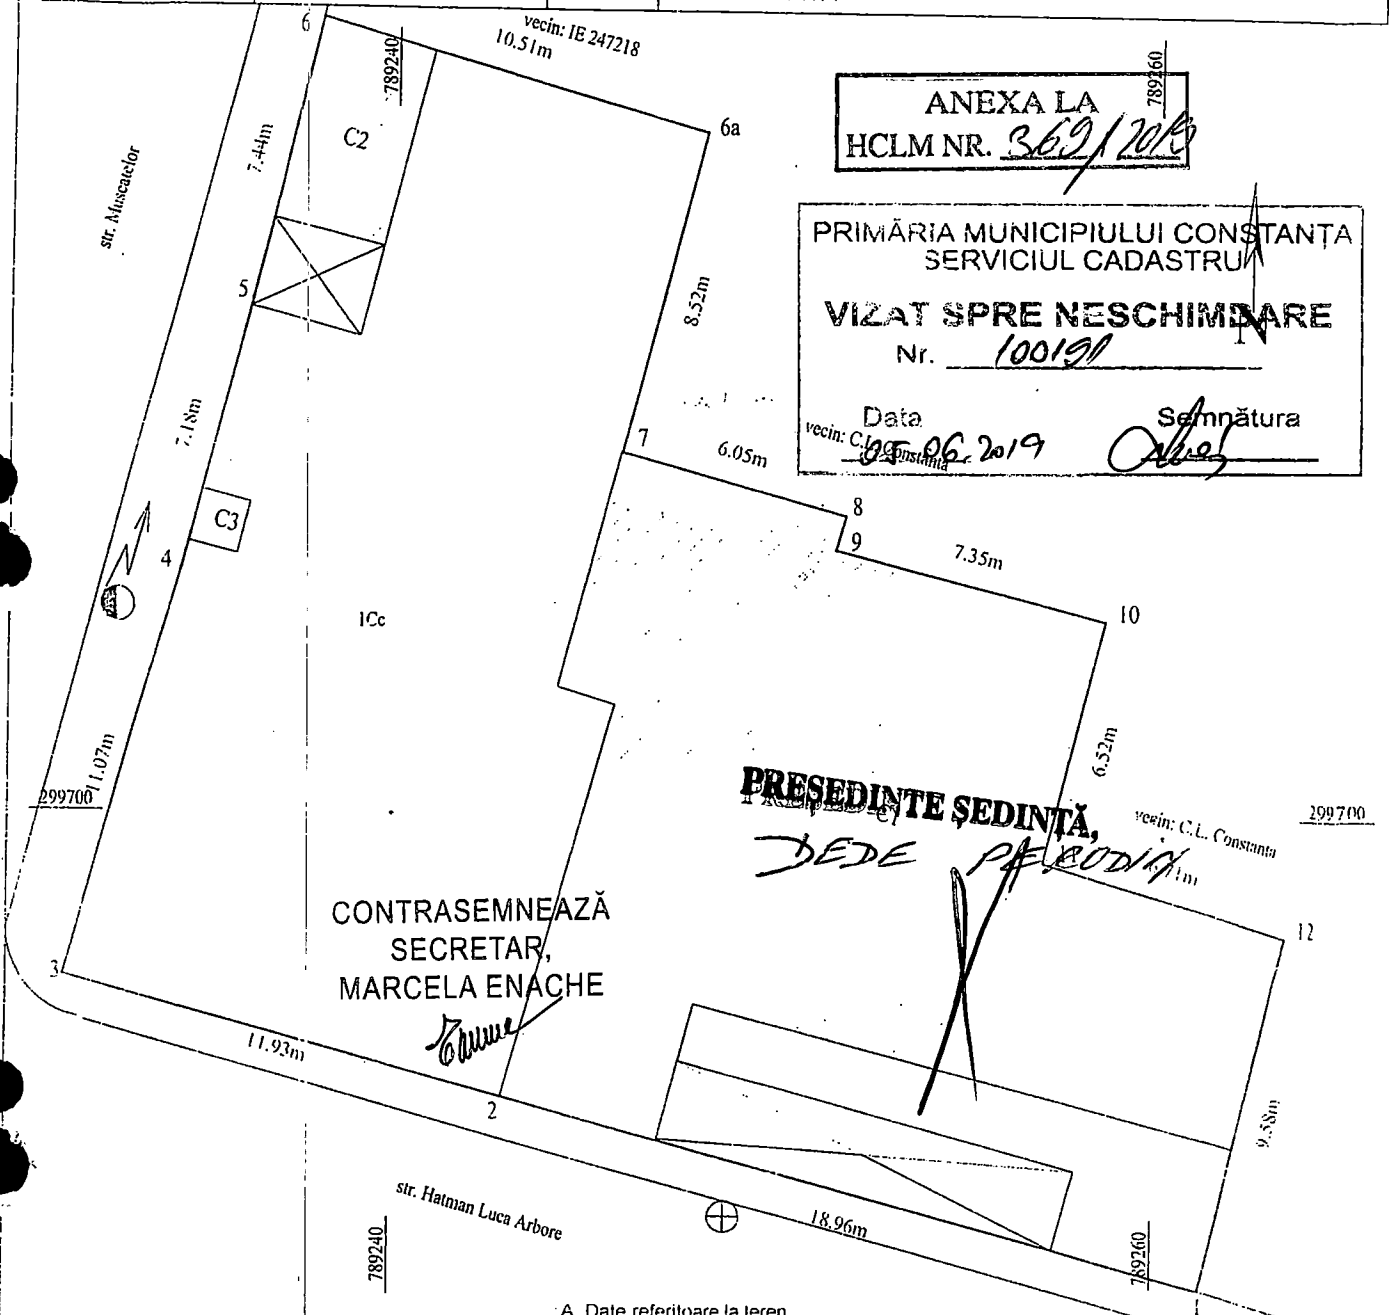 6
vecin: IE 247218
10.51m
789240
789260
6a
ANEXA LA
HCLM NR. 369/2019
C2
7.44m
str. Muscatelor
PRIMĂRIA MUNICIPIULUI CONSTANȚA
SERVICIUL CADASTRU
VIZAT SPRE NESCHIMBARE
N
Nr. 100190
Data
Semnătura
05.06.2019
vecin: C.L. Constanta
5
8.52m
7
6.05m
7.18m
8
9
7.35m
C3
4
10
1Cc
6.52m
11.07m
299700
299700
PREȘEDINTE ȘEDINȚĂ,
vecin: C.L. Constanta
DEDE
12
CONTRASEMNEAZĂ
SECRETAR,
MARCELA ENACHE
3
11.93m
2
9.58m
str. Hatman Luca Arbore
18.96m
789240
789260
A. Date referitoare la teren